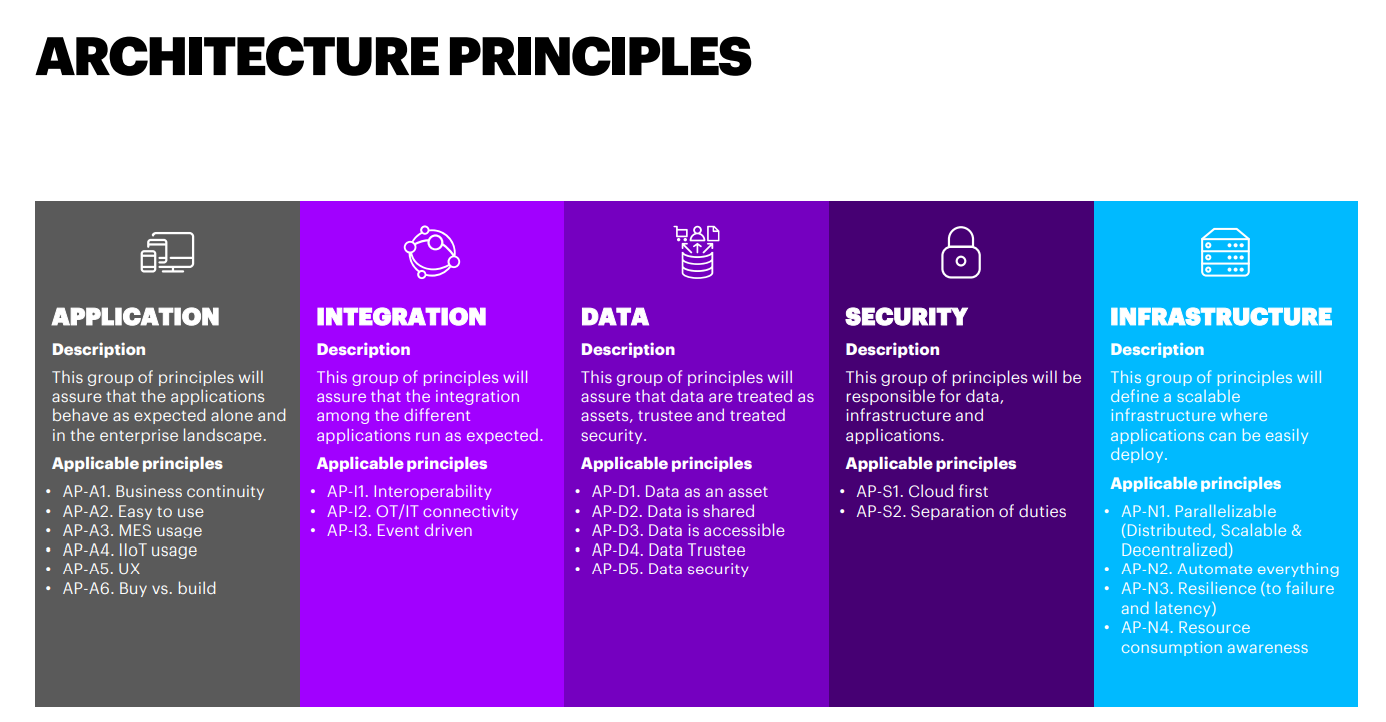 ARCHITECTURE PRINCIPLES
APPLICATION
Description
This group of principles will
assure that the applications
behave as expected alone and
in the enterprise landscape.
Applicable principles
• AP-A1. Business continuity
• AP-A2. Easy to use
• AP-A3. MES usage
• AP-A4. IIoT usage
• AP-A5. UX
• AP-A6. Buy vs. build
INTEGRATION
Description
This group of principles will
assure that the integration
among the different
applications run as expected.
Applicable principles
• AP-I1. Interoperability
• AP-I2. OT/IT connectivity
• AP-I3. Event driven
DATA
Description
This group of principles will
assure that data are treated as
assets, trustee and treated
security.
Applicable principles
• AP-D1. Data as an asset
• AP-D2. Data is shared
• AP-D3. Data is accessible
• AP-D4. Data Trustee
• AP-D5. Data security
SECURITY
Description
This group of principles will be
responsible for data,
infrastructure and
applications.
Applicable principles
• AP-S1. Cloud first
• AP-S2. Separation of duties
INFRASTRUCTURE
Description
This group of principles will
define a scalable
infrastructure where
applications can be easily
deploy.
Applicable principles
• AP-N1. Parallelizable
(Distributed, Scalable &
Decentralized)
• AP-N2. Automate everything
• AP-N3. Resilience (to failure
and latency)
• AP-N4. Resource
consumption awareness